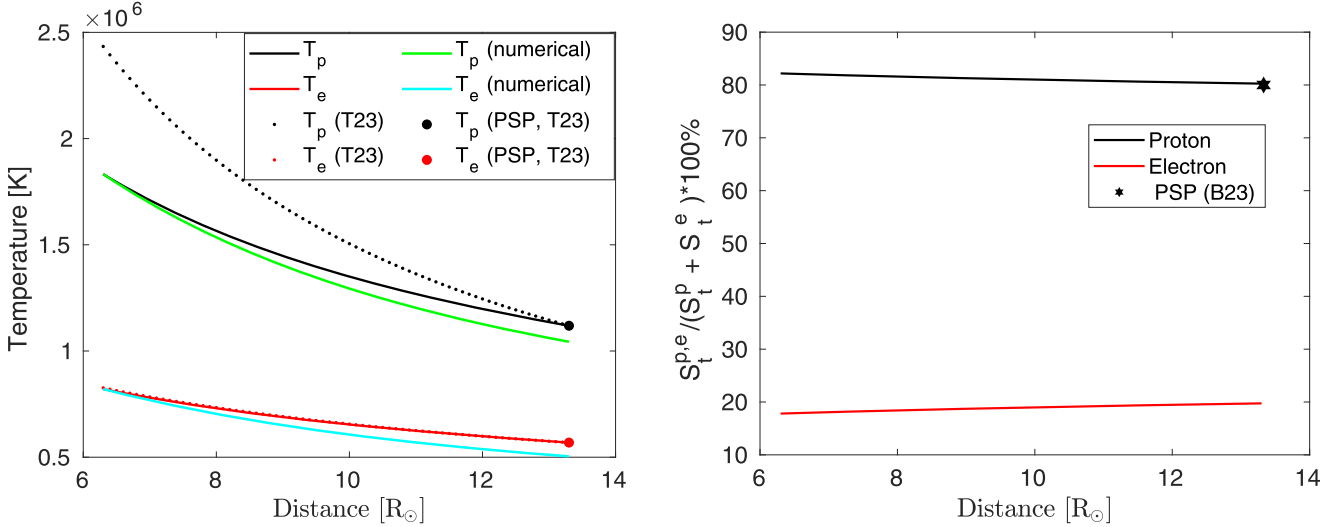 ×10^6
2.5
2
1.5
1
0.5
Temperature [K]
T_p
T_e
T_p (T23)
T_e (T23)
T_p (numerical)
T_e (numerical)
T_p (PSP, T23)
T_e (PSP, T23)
6 8 10 12 14
Distance [R_⊙]
90
80
70
60
50
40
30
20
10
S_t^{p,e}/(S_t^p + S_t^e)*100%
Proton
Electron
PSP (B23)
6 8 10 12 14
Distance [R_⊙]